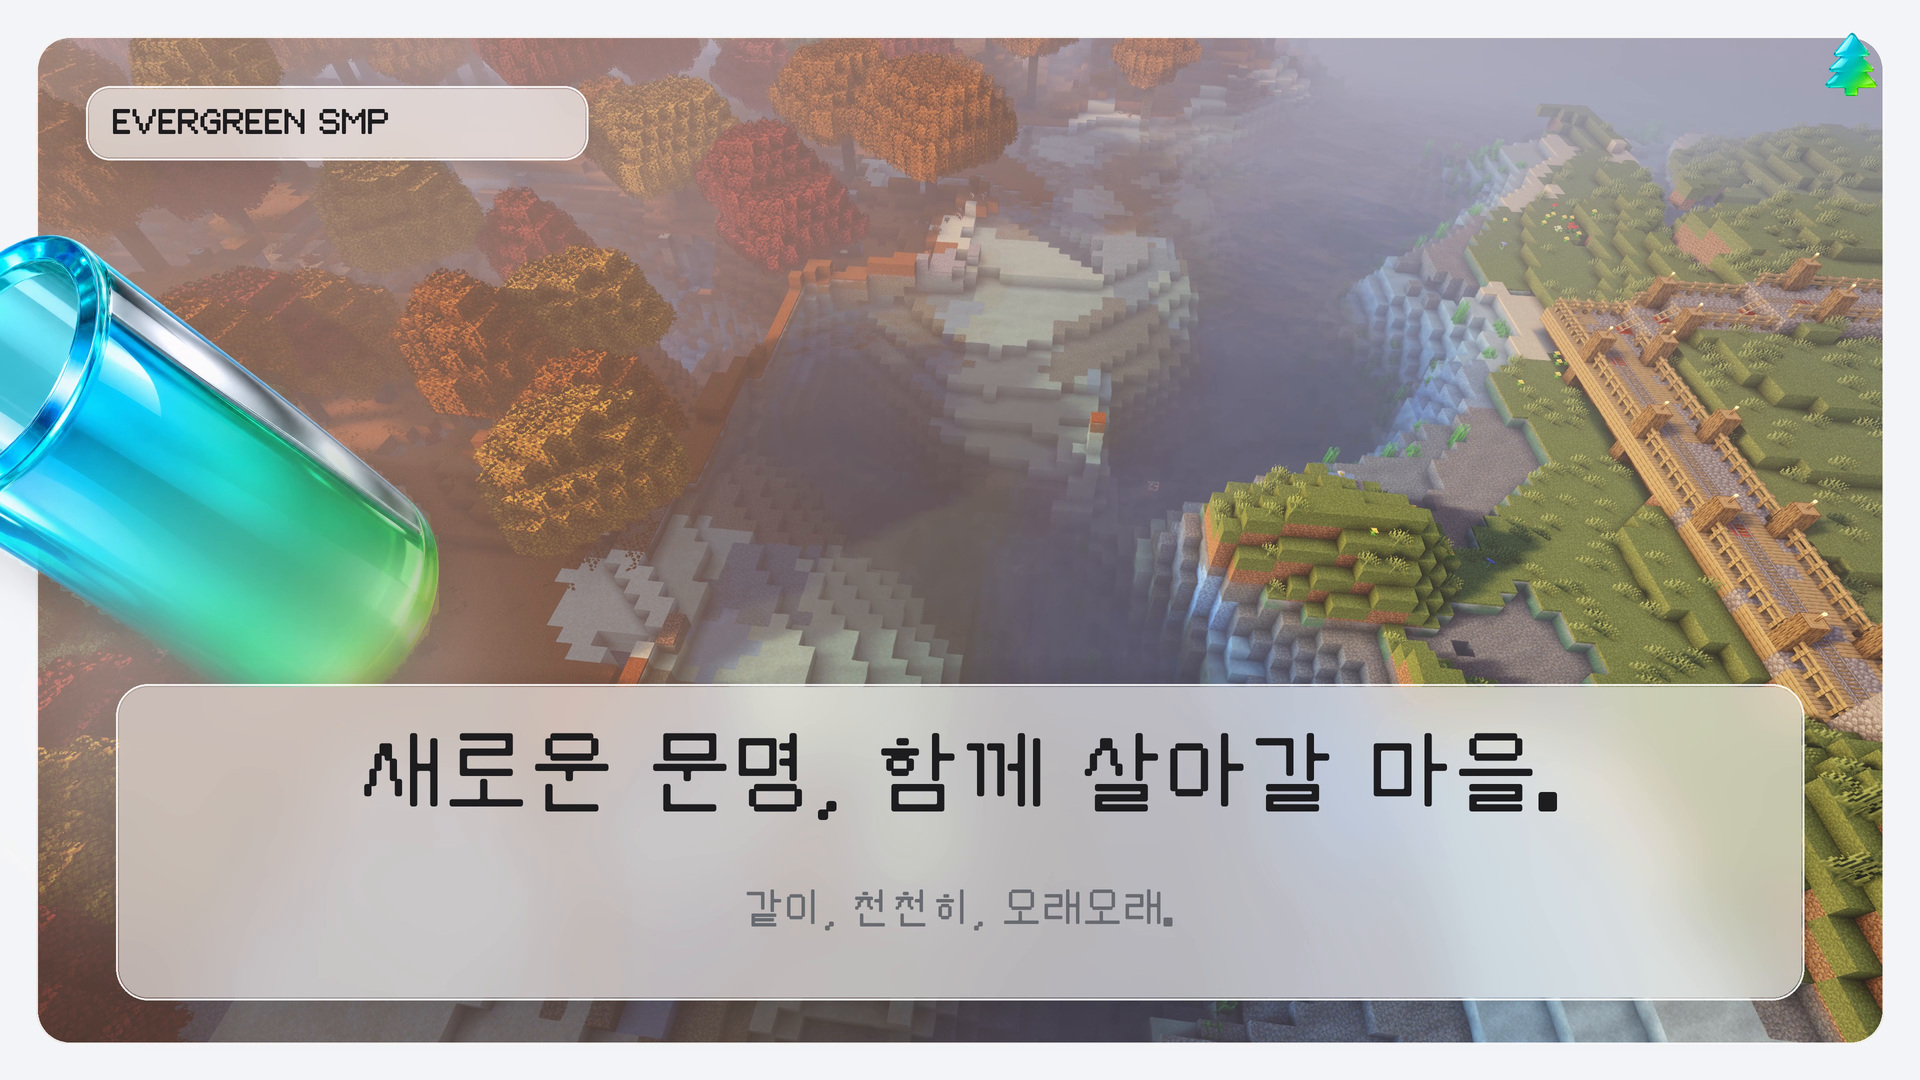 EVERGREEN SMP
새로운 문명, 함께 살아갈 마을.
같이, 천천히, 오래오래.